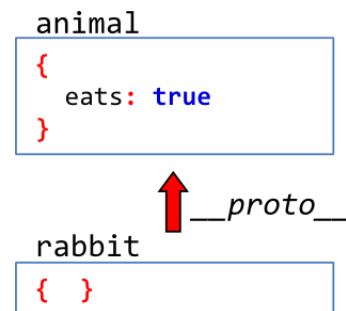 animal
{
eats: true
}
__proto__
rabbit
{ }